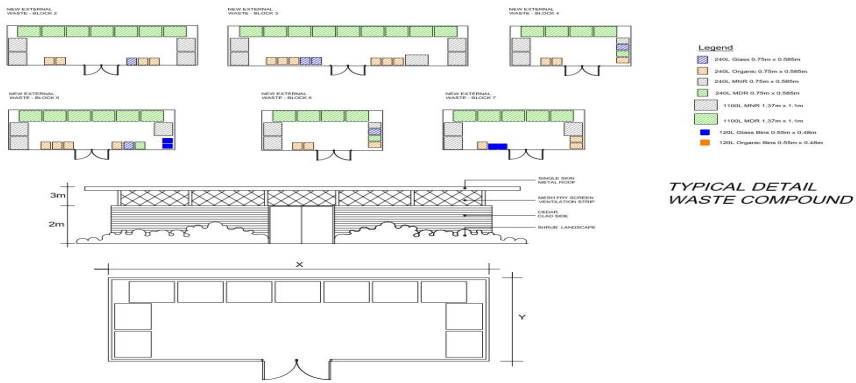 NEW EXTERNAL
WASTE - BLOCK 2
NEW EXTERNAL
WASTE - BLOCK 3
NEW EXTERNAL
WASTE - BLOCK 4
NEW EXTERNAL
WASTE - BLOCK 5
NEW EXTERNAL
WASTE - BLOCK 6
NEW EXTERNAL
WASTE - BLOCK 7
Legend
240L Glass 0.75m x 0.585m
240L Organic 0.75m x 0.585m
240L MNR 0.75m x 0.585m
240L MDR 0.75m x 0.585m
1100L MNR 1.37m x 1.1m
1100L MDR 1.37m x 1.1m
120L Glass Bins 0.55m x 0.48m
120L Organic Bins 0.55m x 0.48m
3m
2m
SINGLE SKIN
METAL ROOF
MESH FRY SCREEN
VENTILATION STRIP
CEDAR
CLAD SIDE
SHRUB LANDSCAPE
TYPICAL DETAIL
WASTE COMPOUND
X
Y